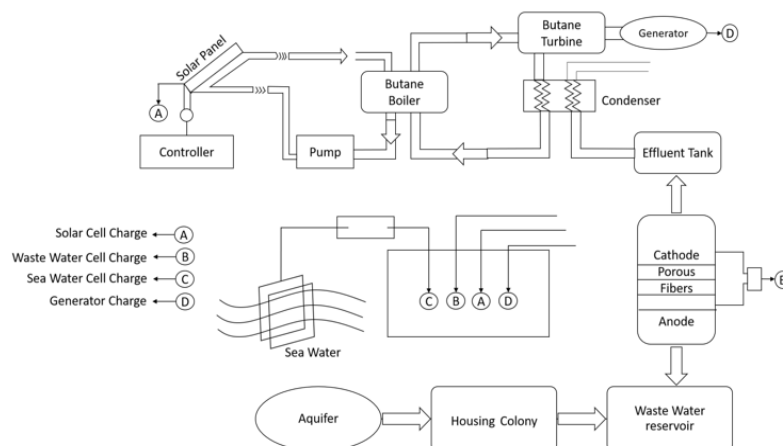 Butane
Turbine
Generator
D
Solar Panel
Butane
Boiler
Condenser
A
Controller
Pump
Effluent Tank
Solar Cell Charge
A
Waste Water Cell Charge
B
Sea Water Cell Charge
C
Generator Charge
D
C
B
A
D
Sea Water
Cathode
Porous
Fibers
Anode
B
Aquifer
Housing Colony
Waste Water
reservoir